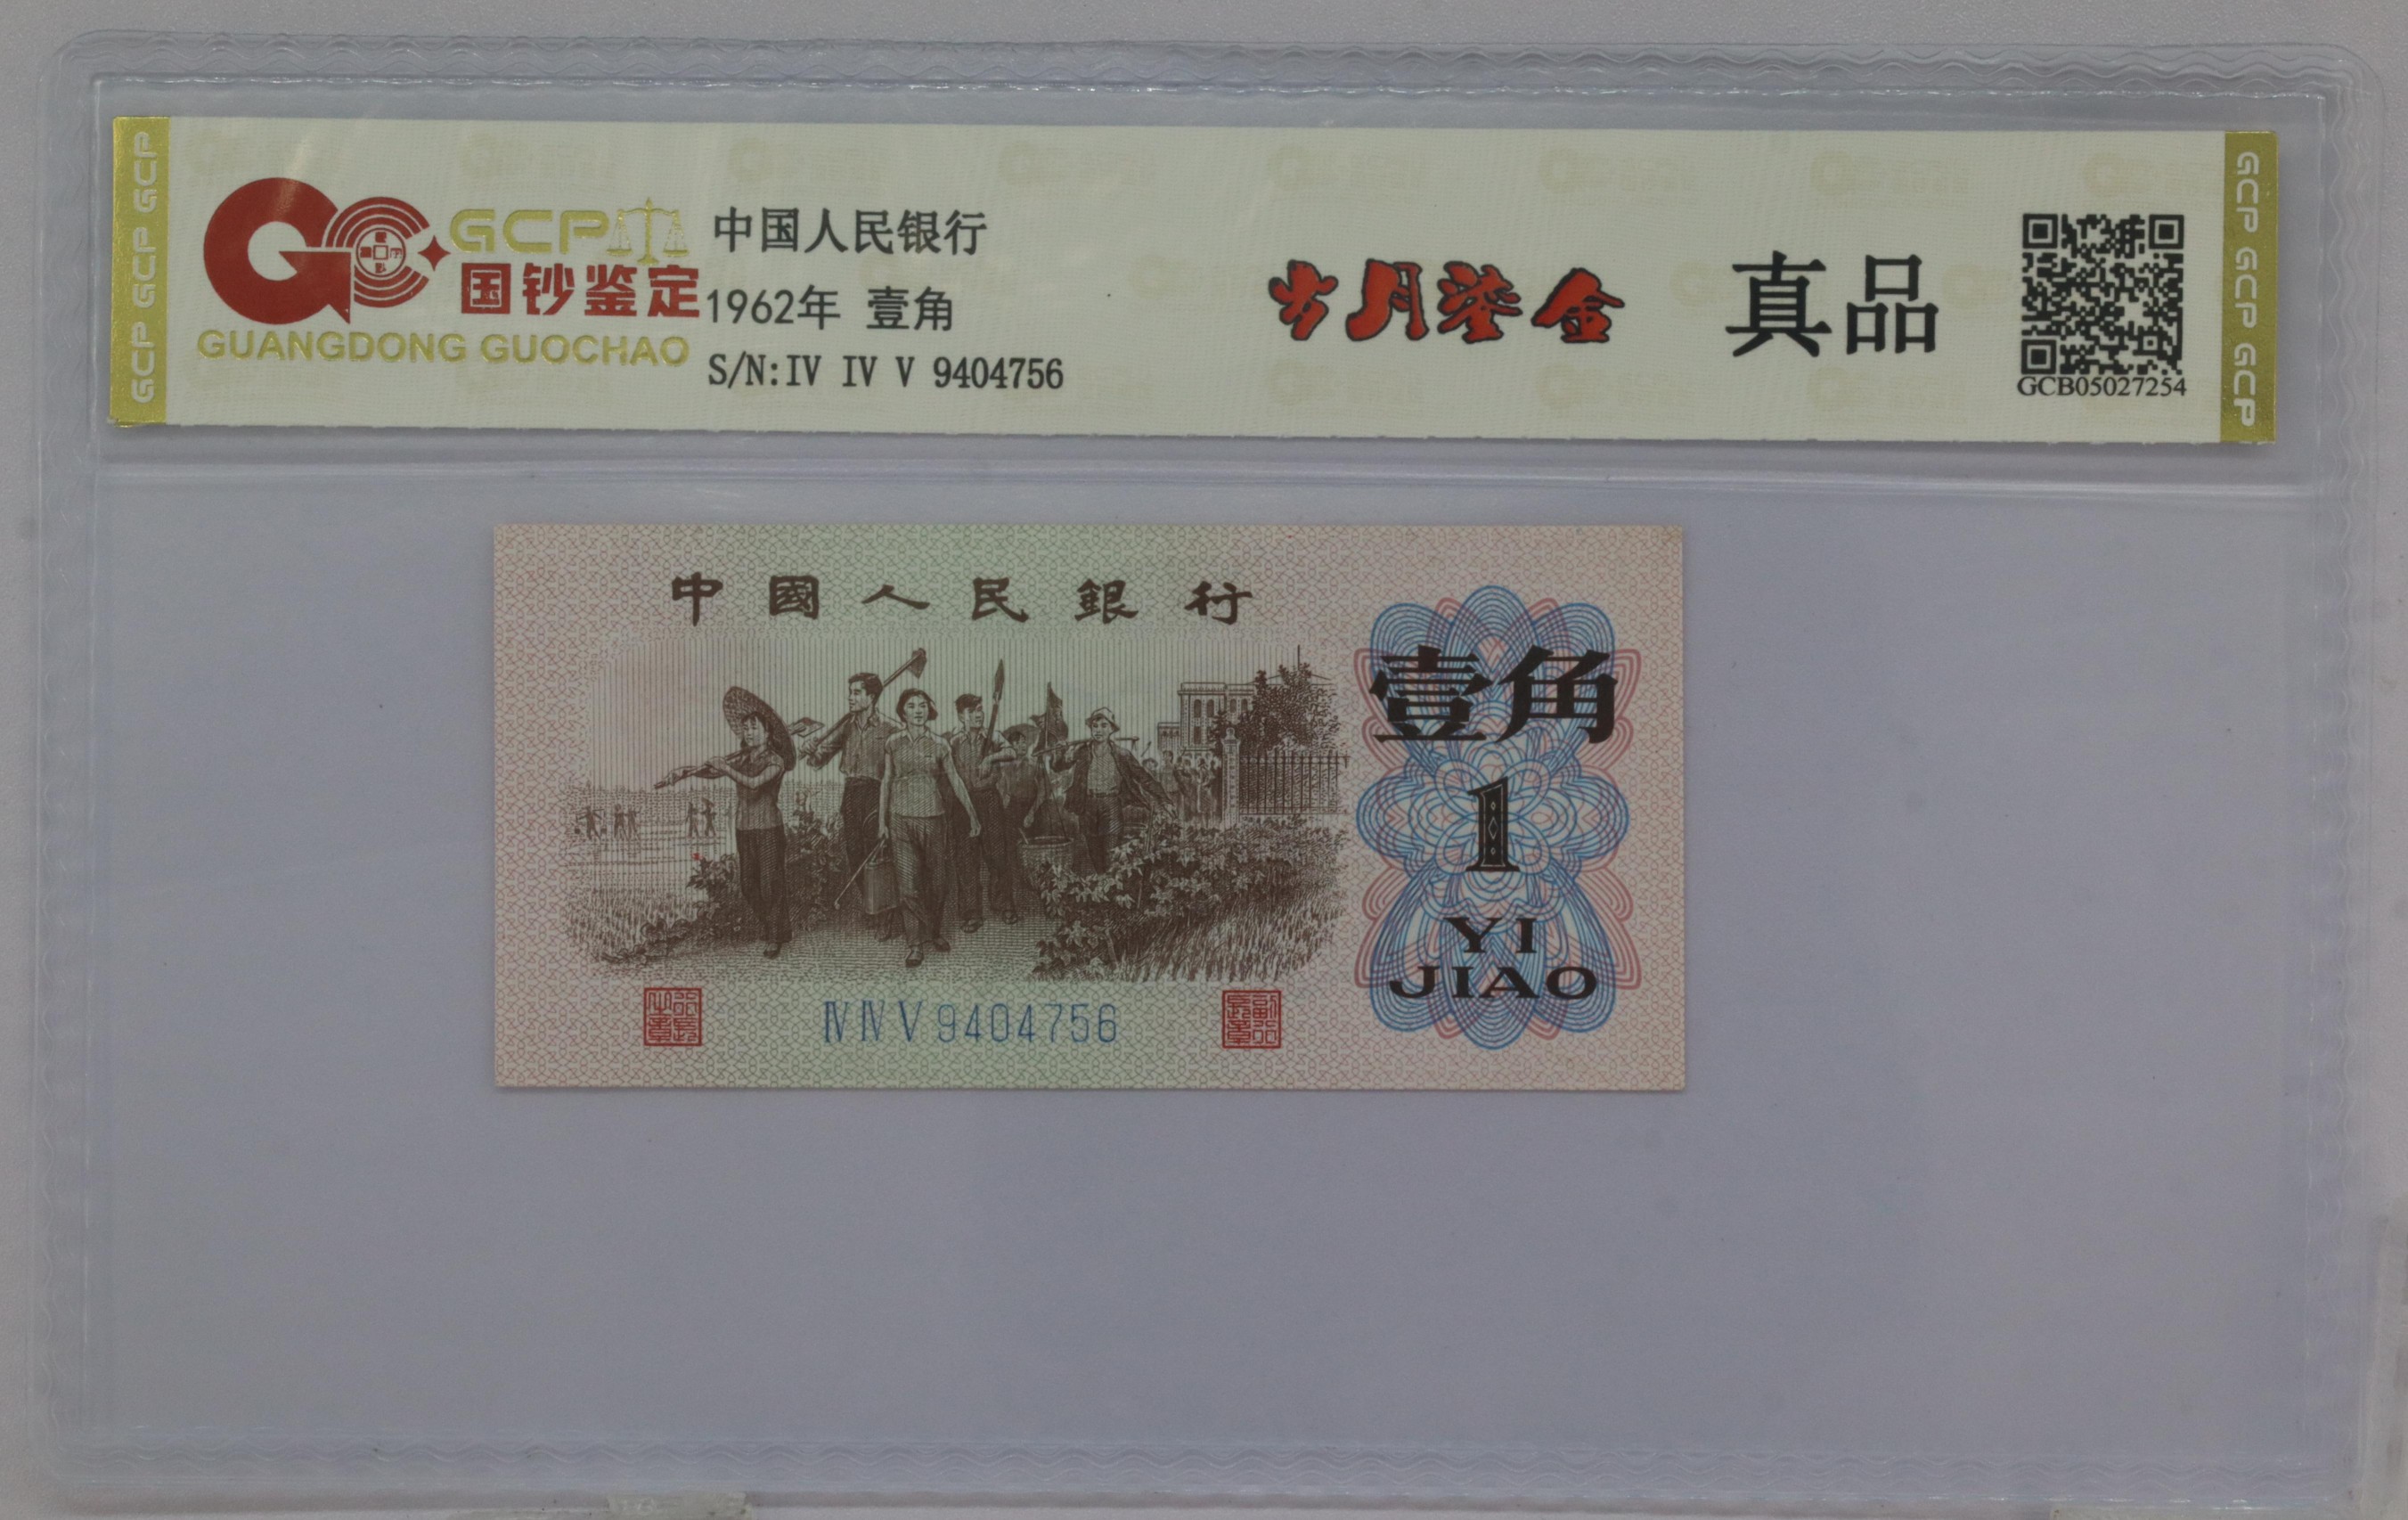 GCP GCP GCP
GCP
国钞鉴定
GUANGDONG GUOCHAO
中国人民银行
1962年 壹角
S/N:IV IV V 9404756
岁月鎏金
真品
GCB05027254
GCP GCP GCP
中國人民銀行
壹角
1
YI
JIAO
ⅣⅣⅤ9404756